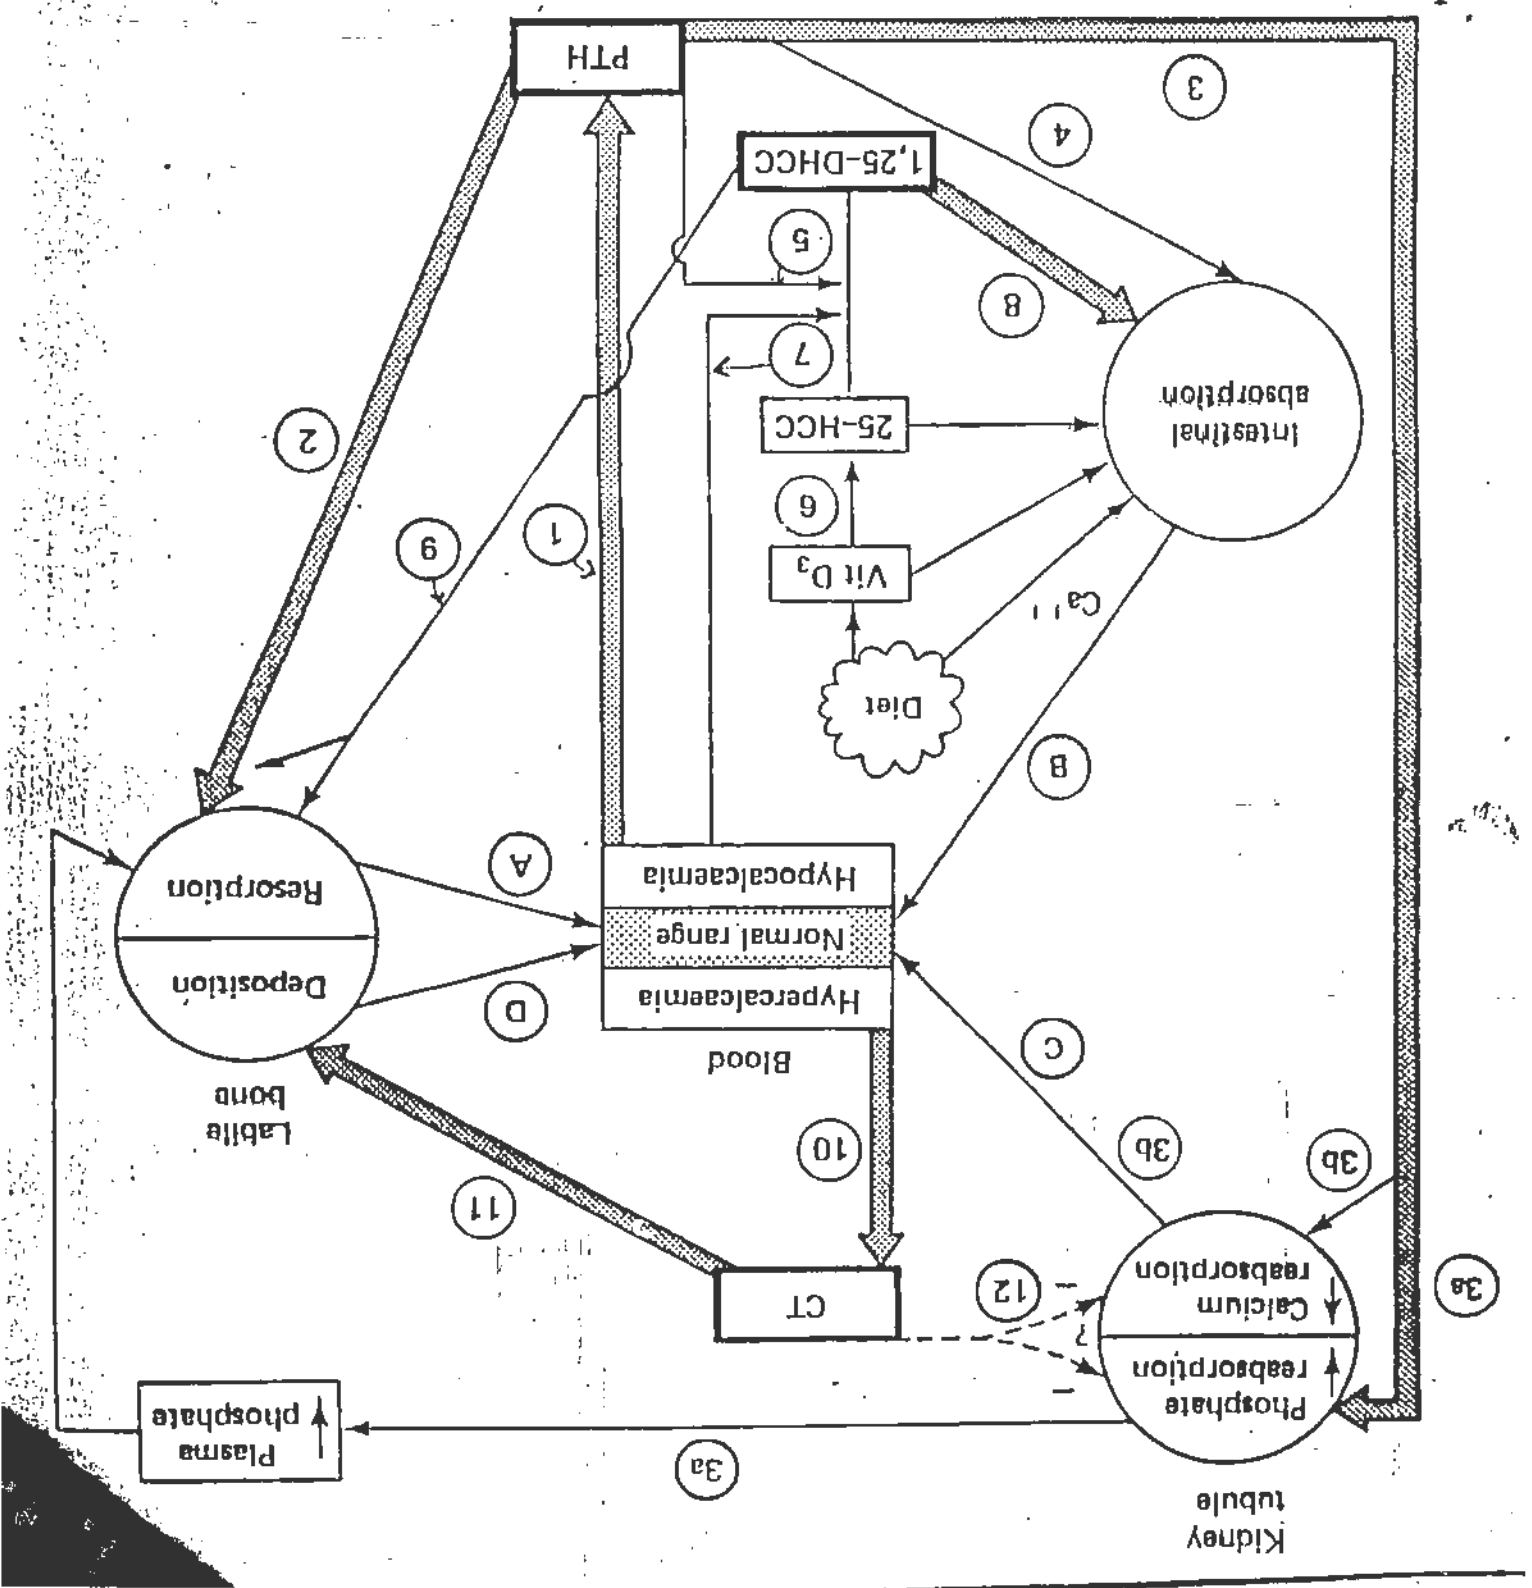 Kidney
tubule
3a
Plasma
↓ phosphate
↓ Phosphate
reabsorption
−
?
↑ Calcium
reabsorption
−
12
CT
3a
11
3b
3b
10
Labile
bone
C
Blood
D
Hypercalcaemia
Deposition
Normal range
Resorption
Hypocalcaemia
A
B
Diet
Ca++
Vit D3
6
1
9
Intestinal
absorption
25-HCC
2
7
8
5
1,25-DHCC
4
3
PTH